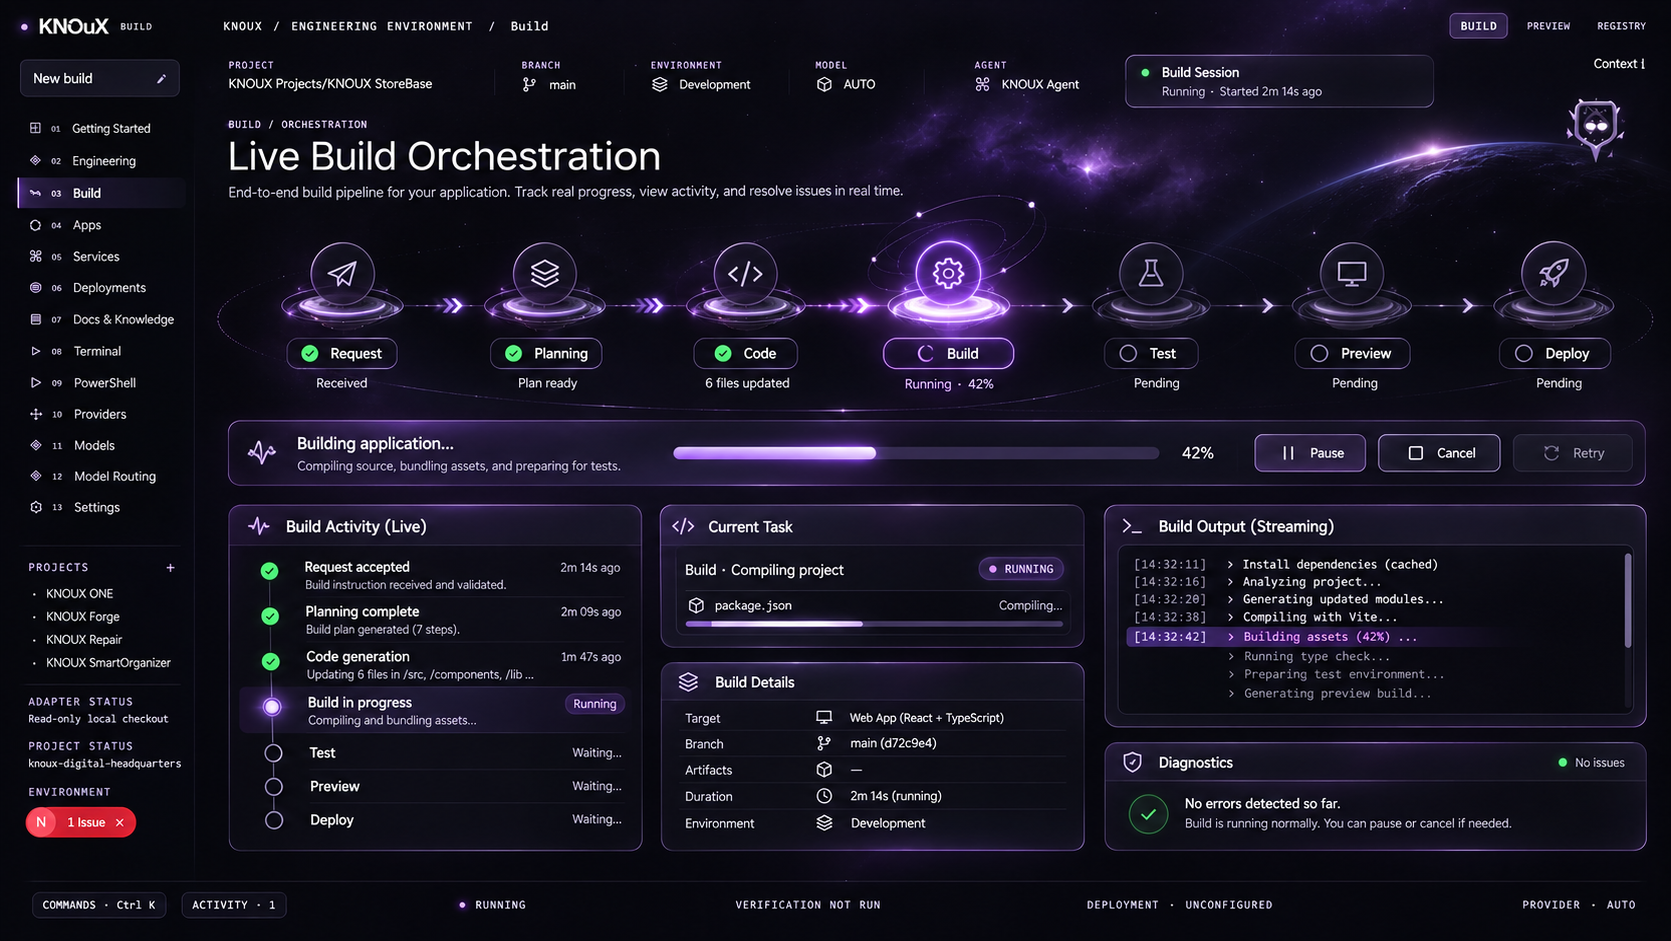 KNOuX BUILD
KNOUX / ENGINEERING ENVIRONMENT / Build
BUILD
PREVIEW
REGISTRY
New build
PROJECT
KNOUX Projects/KNOUX StoreBase
BRANCH
main
ENVIRONMENT
Development
MODEL
AUTO
AGENT
KNOUX Agent
Build Session
Running · Started 2m 14s ago
Context i
01 Getting Started
02 Engineering
03 Build
04 Apps
05 Services
06 Deployments
07 Docs & Knowledge
08 Terminal
09 PowerShell
10 Providers
11 Models
12 Model Routing
13 Settings
PROJECTS +
• KNOUX ONE
• KNOUX Forge
• KNOUX Repair
• KNOUX SmartOrganizer
ADAPTER STATUS
Read-only local checkout
PROJECT STATUS
knoux-digital-headquarters
ENVIRONMENT
N 1 Issue ×
BUILD / ORCHESTRATION
Live Build Orchestration
End-to-end build pipeline for your application. Track real progress, view activity, and resolve issues in real time.
Request
Received
Planning
Plan ready
Code
6 files updated
Build
Running · 42%
Test
Pending
Preview
Pending
Deploy
Pending
Building application...
Compiling source, bundling assets, and preparing for tests.
42%
Pause
Cancel
Retry
Build Activity (Live)
Request accepted 2m 14s ago
Build instruction received and validated.
Planning complete 2m 09s ago
Build plan generated (7 steps).
Code generation 1m 47s ago
Updating 6 files in /src, /components, /lib ...
Build in progress Running
Compiling and bundling assets...
Test Waiting...
Preview Waiting...
Deploy Waiting...
</> Current Task
Build · Compiling project RUNNING
package.json Compiling...
Build Details
Target Web App (React + TypeScript)
Branch main (d72c9e4)
Artifacts —
Duration 2m 14s (running)
Environment Development
>_ Build Output (Streaming)
[14:32:11] > Install dependencies (cached)
[14:32:16] > Analyzing project...
[14:32:20] > Generating updated modules...
[14:32:38] > Compiling with Vite...
[14:32:42] > Building assets (42%) ...
> Running type check...
> Preparing test environment...
> Generating preview build...
Diagnostics No issues
No errors detected so far.
Build is running normally. You can pause or cancel if needed.
COMMANDS · Ctrl K
ACTIVITY · 1
RUNNING
VERIFICATION NOT RUN
DEPLOYMENT · UNCONFIGURED
PROVIDER · AUTO